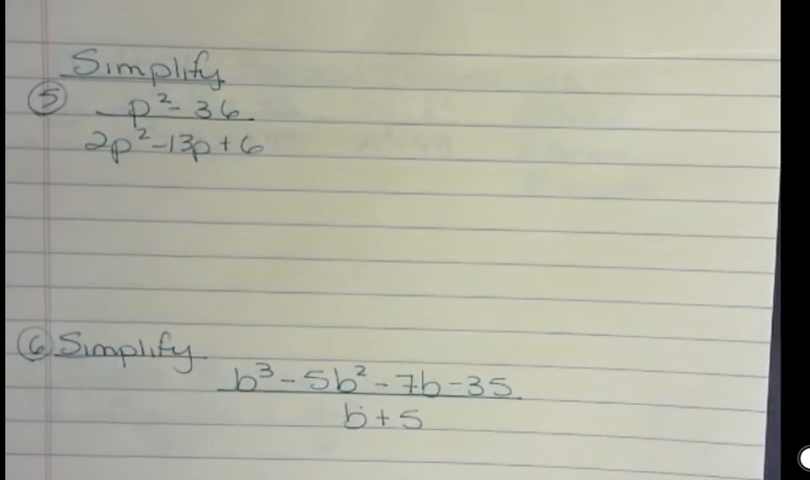 Simplify
⑤ p² - 36
2p² - 13p + 6
⑥ Simplify
b³ - 5b² - 7b - 35
b + 5